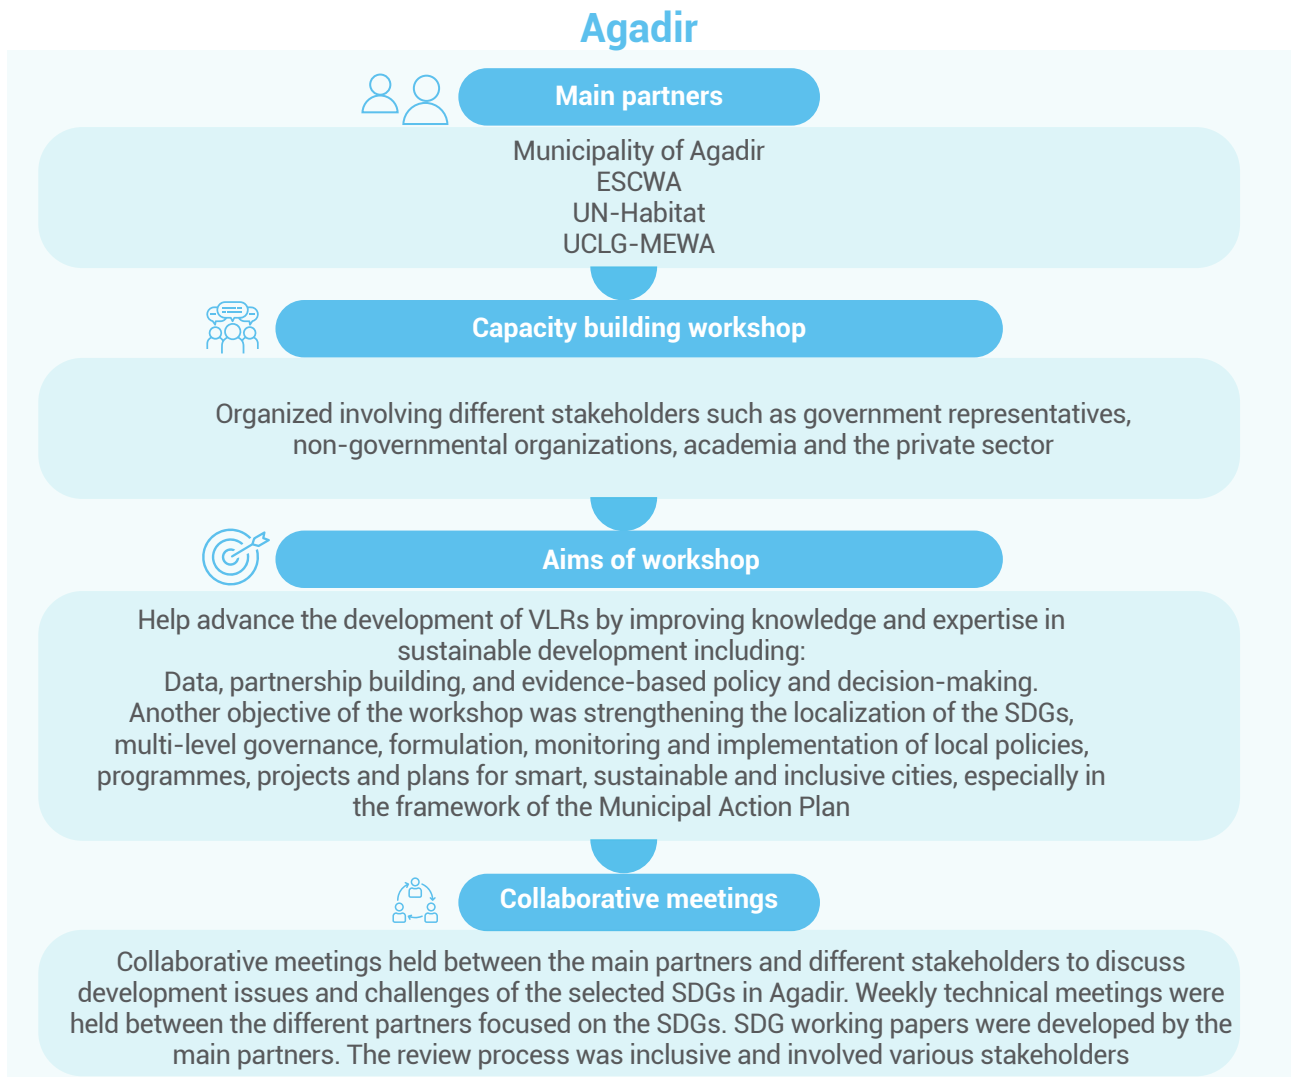 Agadir
Main partners
Municipality of Agadir
ESCWA
UN-Habitat
UCLG-MEWA
Capacity building workshop
Organized involving different stakeholders such as government representatives,
non-governmental organizations, academia and the private sector
Aims of workshop
Help advance the development of VLRs by improving knowledge and expertise in
sustainable development including:
Data, partnership building, and evidence-based policy and decision-making.
Another objective of the workshop was strengthening the localization of the SDGs,
multi-level governance, formulation, monitoring and implementation of local policies,
programmes, projects and plans for smart, sustainable and inclusive cities, especially in
the framework of the Municipal Action Plan
Collaborative meetings
Collaborative meetings held between the main partners and different stakeholders to discuss
development issues and challenges of the selected SDGs in Agadir. Weekly technical meetings were
held between the different partners focused on the SDGs. SDG working papers were developed by the
main partners. The review process was inclusive and involved various stakeholders